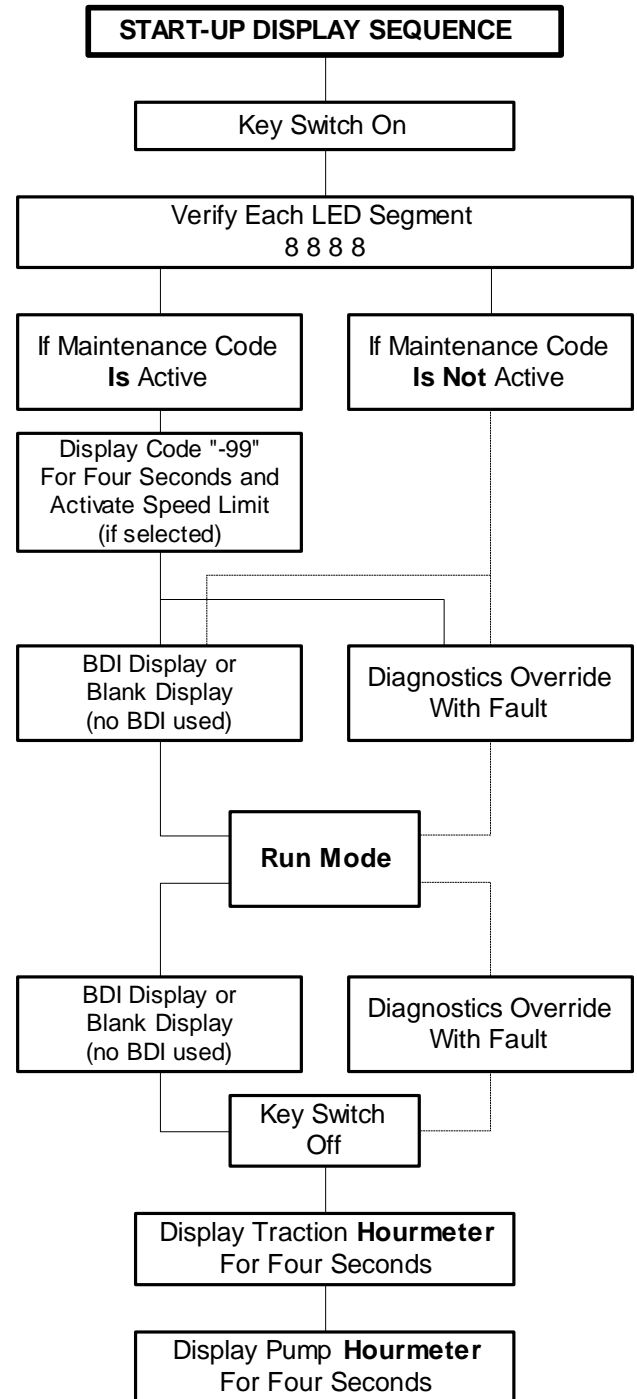 START-UP DISPLAY SEQUENCE
Key Switch On
Verify Each LED Segment
8 8 8 8
If Maintenance Code
Is Active
If Maintenance Code
Is Not Active
Display Code "-99"
For Four Seconds and
Activate Speed Limit
(if selected)
BDI Display or
Blank Display
(no BDI used)
Diagnostics Override
With Fault
Run Mode
BDI Display or
Blank Display
(no BDI used)
Diagnostics Override
With Fault
Key Switch
Off
Display Traction Hourmeter
For Four Seconds
Display Pump Hourmeter
For Four Seconds